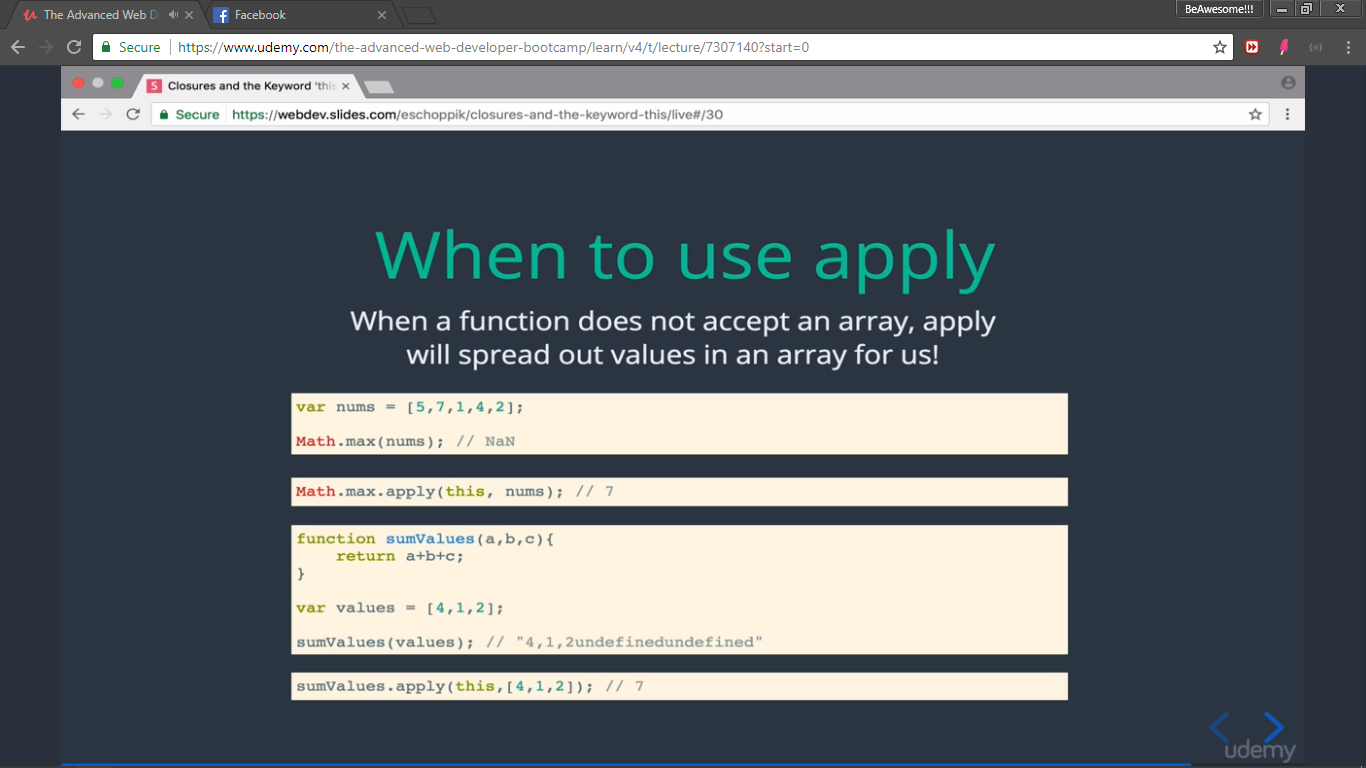 The Advanced Web D
Facebook
BeAwesome!!!
Secure
https://www.udemy.com/the-advanced-web-developer-bootcamp/learn/v4/t/lecture/7307140?start=0
S Closures and the Keyword 'this
Secure
https://webdev.slides.com/eschoppik/closures-and-the-keyword-this/live#/30
When to use apply
When a function does not accept an array, apply
will spread out values in an array for us!
var nums = [5,7,1,4,2];
Math.max(nums); // NaN
Math.max.apply(this, nums); // 7
function sumValues(a,b,c){
return a+b+c;
}
var values = [4,1,2];
sumValues(values); // "4,1,2undefinedundefined"
sumValues.apply(this,[4,1,2]); // 7
udemy